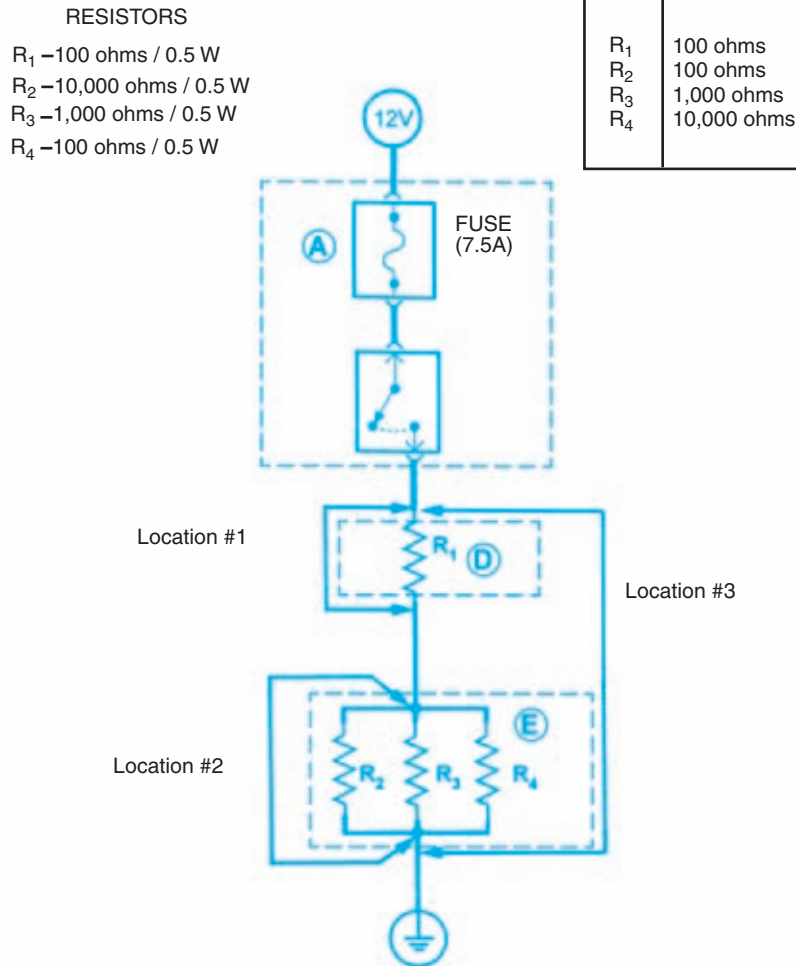 RESISTORS
R₁ –100 ohms / 0.5 W
R₂ –10,000 ohms / 0.5 W
R₃ –1,000 ohms / 0.5 W
R₄ –100 ohms / 0.5 W
R₁ 100 ohms
R₂ 100 ohms
R₃ 1,000 ohms
R₄ 10,000 ohms
12V
A
FUSE
(7.5A)
Location #1
R₁ D
Location #3
E
Location #2
R₂ R₃ R₄